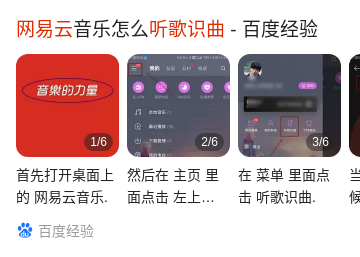 网易云音乐怎么听歌识曲 - 百度经验
音樂的力量
1/6
2/6
3/6
首先打开桌面上
的 网易云音乐.
然后在 主页 里
面点击 左上...
在 菜单 里面点
击 听歌识曲.
当
候
百度经验